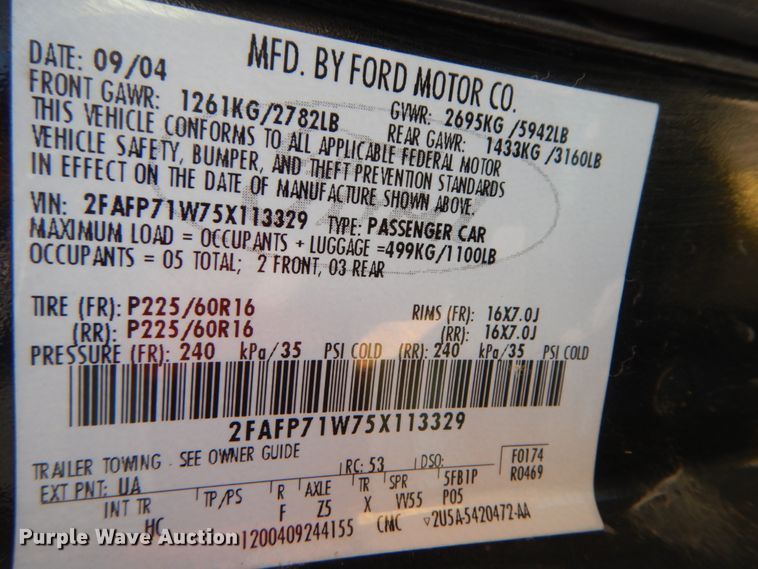 MFD. BY FORD MOTOR CO.
DATE: 09/04
GVWR: 2695KG /5942LB
FRONT GAWR: 1261KG/2782LB
REAR GAWR: 1433KG /3160LB
THIS VEHICLE CONFORMS TO ALL APPLICABLE FEDERAL MOTOR
VEHICLE SAFETY, BUMPER, AND THEFT PREVENTION STANDARDS
IN EFFECT ON THE DATE OF MANUFACTURE SHOWN ABOVE.
VIN: 2FAFP71W75X113329 TYPE: PASSENGER CAR
MAXIMUM LOAD = OCCUPANTS + LUGGAGE =499KG/1100LB
OCCUPANTS = 05 TOTAL; 2 FRONT, 03 REAR
TIRE (FR): P225/60R16 RIMS (FR): 16X7.0J
(RR): P225/60R16 (RR): 16X7.0J
PRESSURE (FR): 240 kPa/35 PSI COLD (RR): 240 kPa/35 PSI COLD
2FAFP71W75X113329
TRAILER TOWING - SEE OWNER GUIDE
F0174
R0469
EXT PNT: UA RC: 53 DSO:
INT TR TP/PS R AXLE TR SPR 5FB1P
HC F Z5 X VV55 P05
1200409244155 CMC ▽2U5A-5420472-AA
Purple Wave Auction